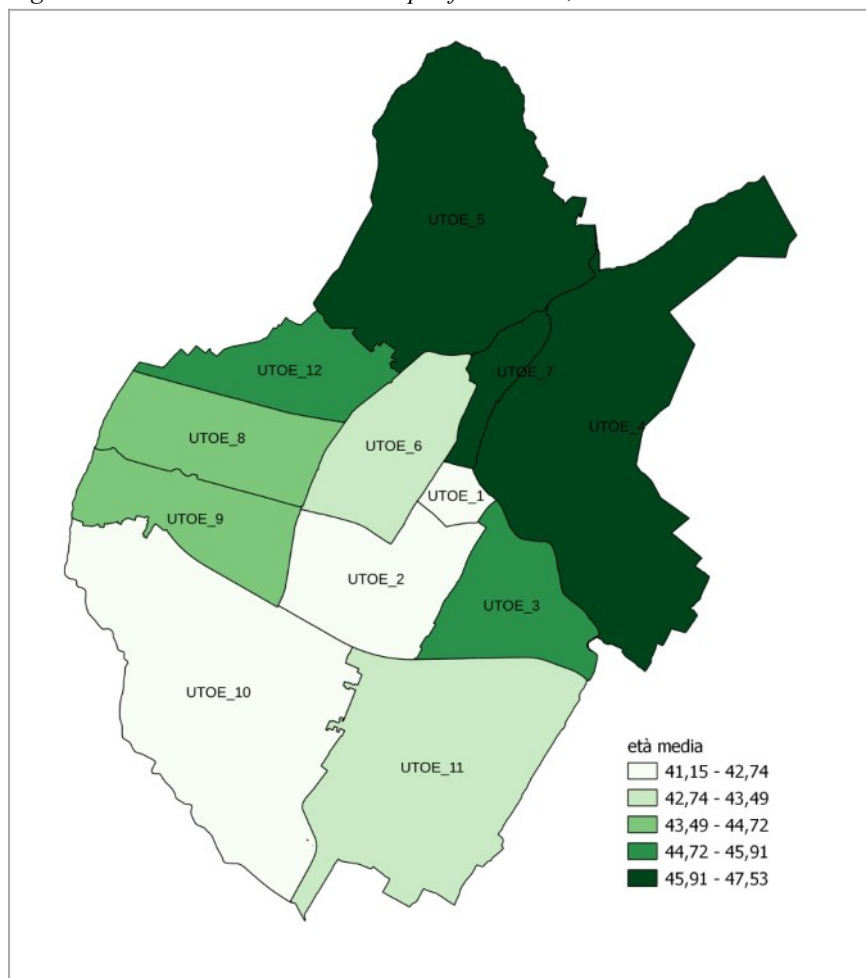 UTOE_5
UTOE_7
UTOE_12
UTOE_4
UTOE_8
UTOE_6
UTOE_1
UTOE_9
UTOE_2
UTOE_3
UTOE_10
UTOE_11
età media
41,15 - 42,74
42,74 - 43,49
43,49 - 44,72
44,72 - 45,91
45,91 - 47,53